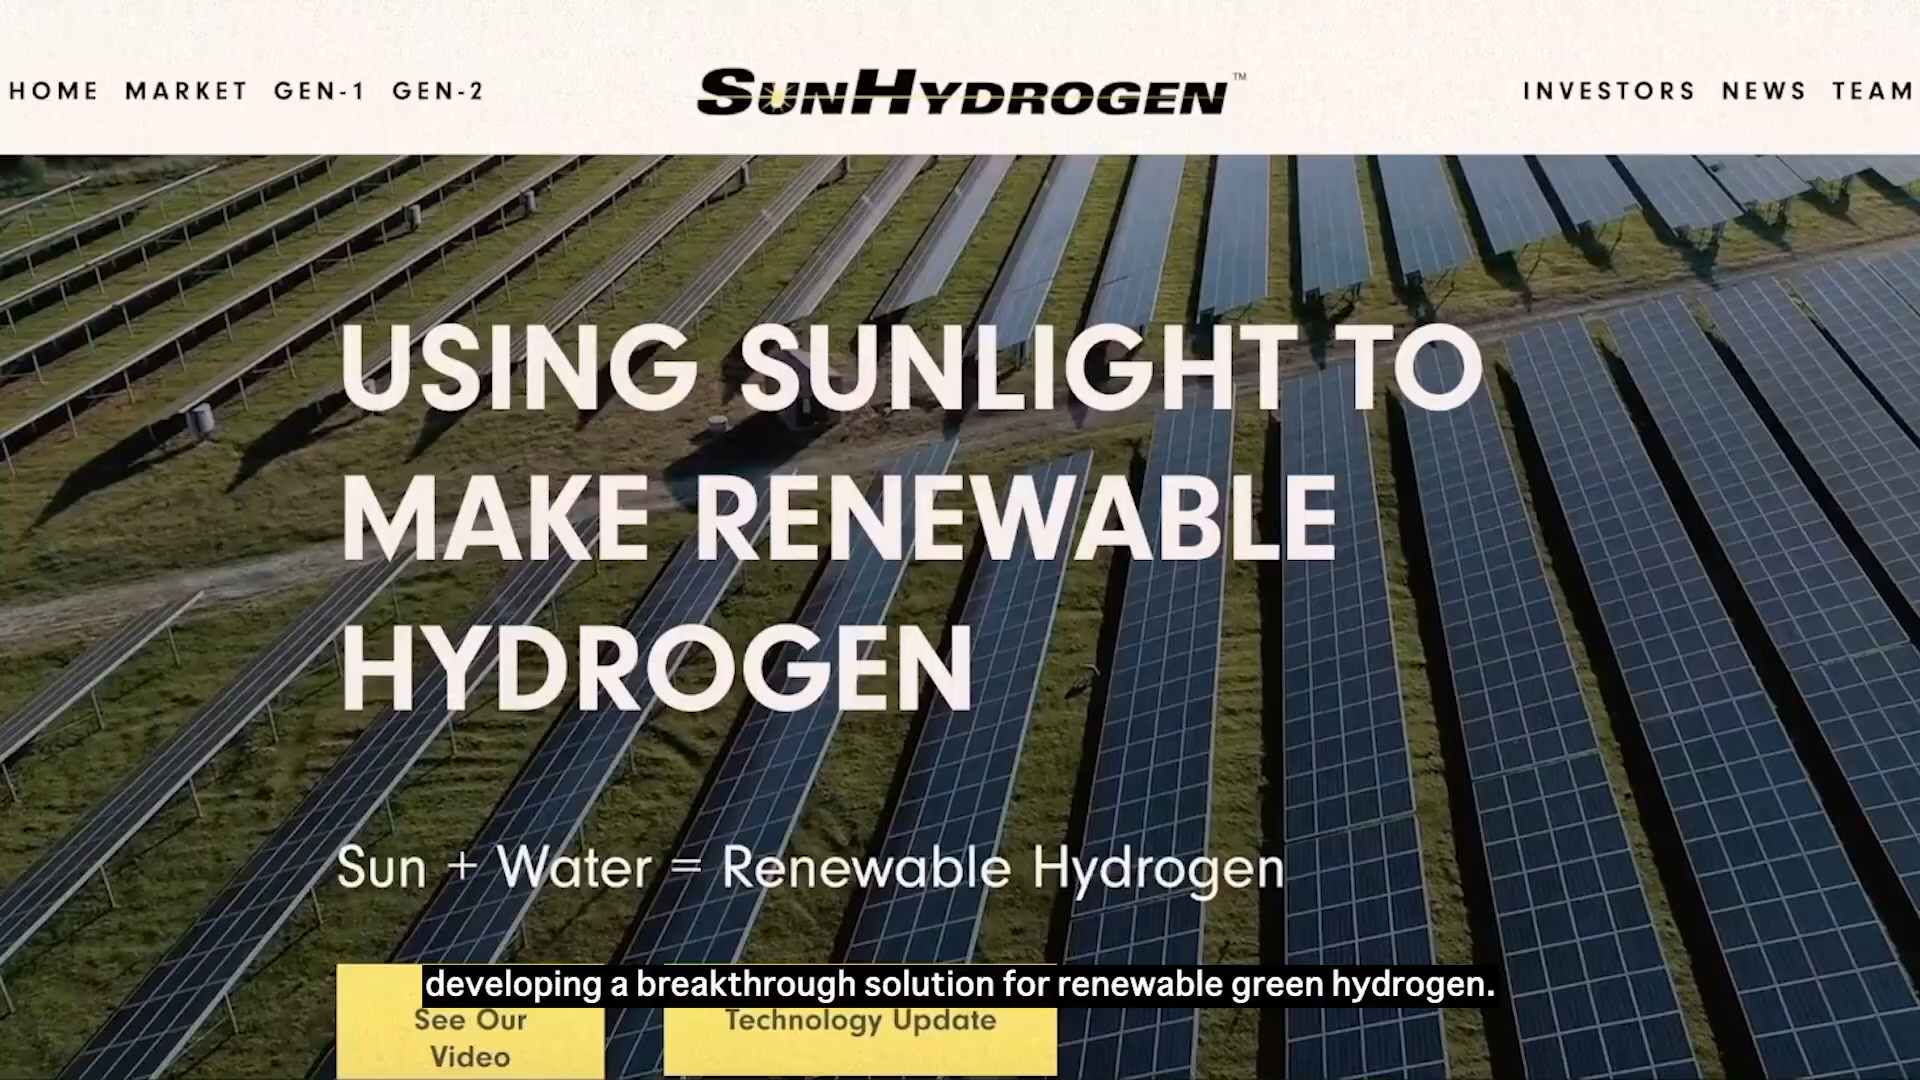 HOME MARKET GEN-1 GEN-2
SUNHYDROGEN™
INVESTORS NEWS TEAM
USING SUNLIGHT TO
MAKE RENEWABLE
HYDROGEN
Sun + Water = Renewable Hydrogen
developing a breakthrough solution for renewable green hydrogen.
See Our
Video
Technology Update